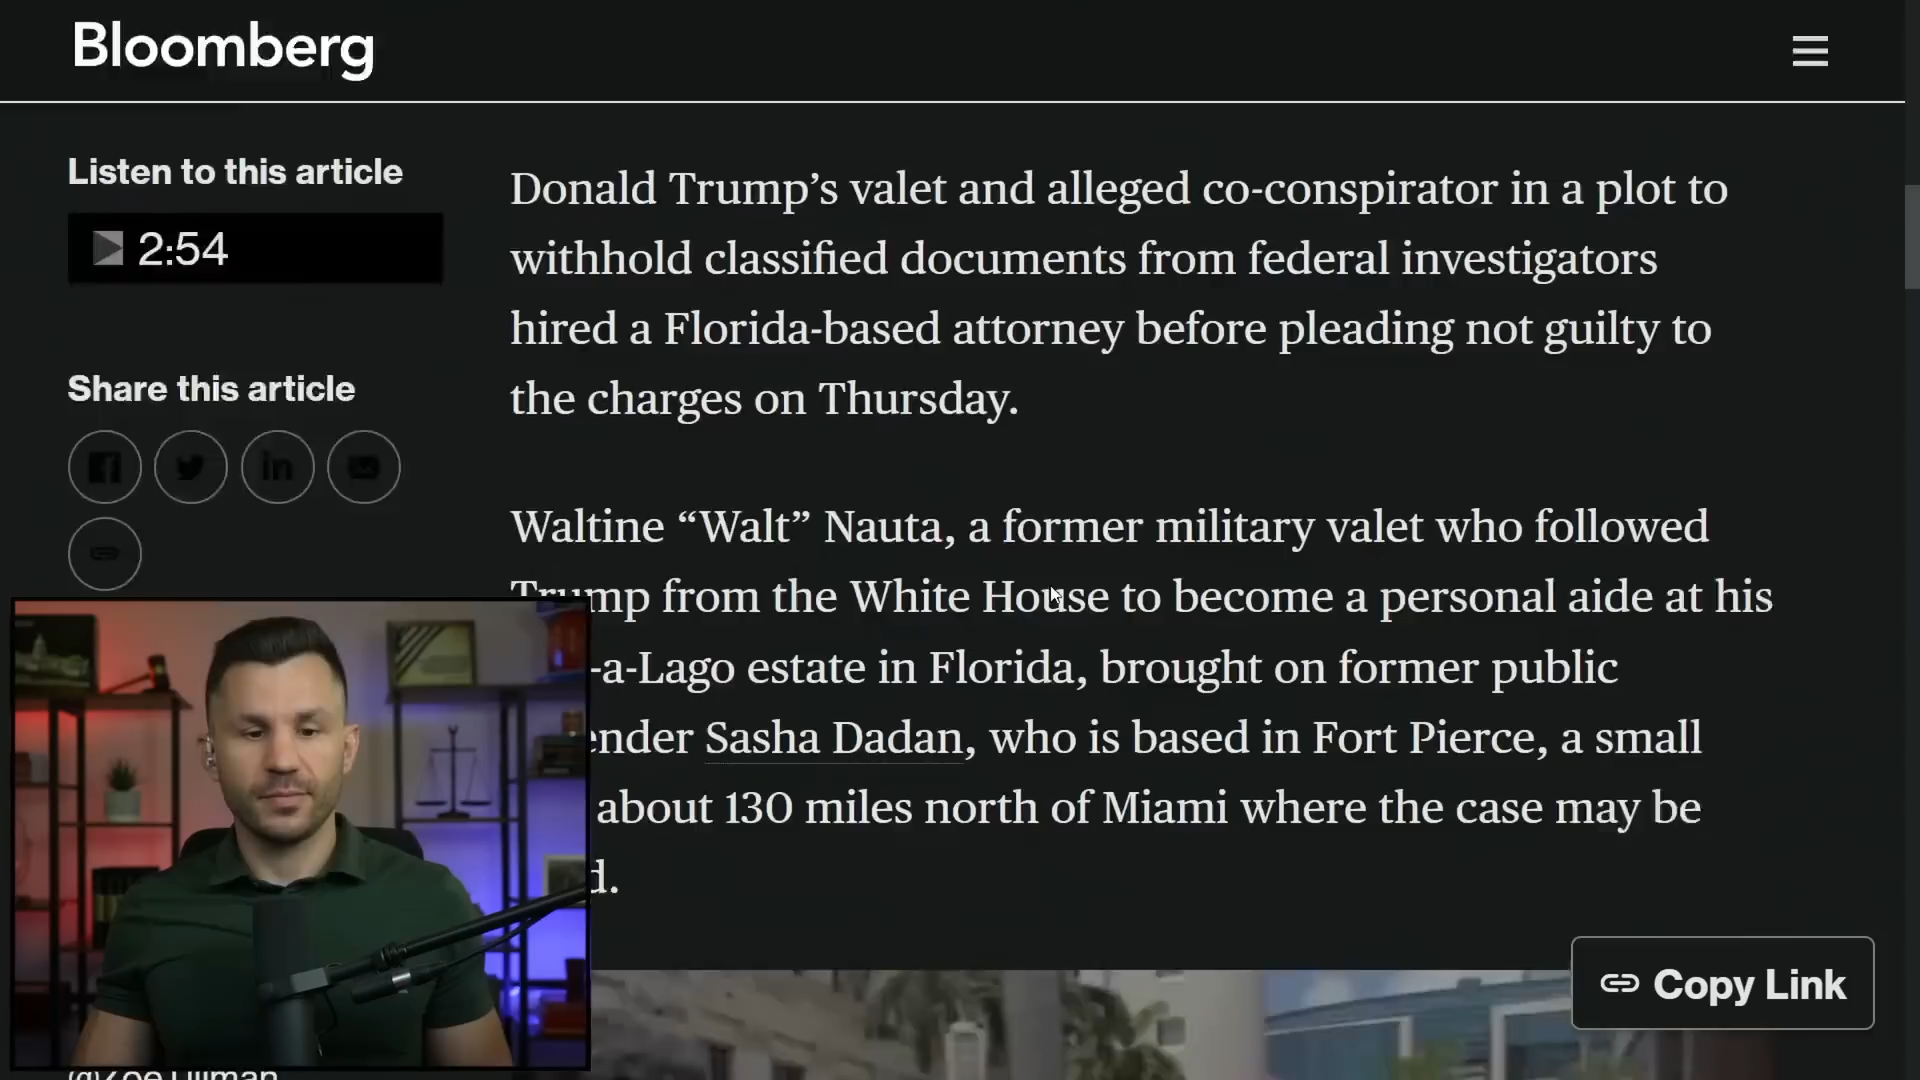 Bloomberg
Listen to this article
2:54
Share this article
Donald Trump’s valet and alleged co-conspirator in a plot to
withhold classified documents from federal investigators
hired a Florida-based attorney before pleading not guilty to
the charges on Thursday.
Waltine “Walt” Nauta, a former military valet who followed
Trump from the White House to become a personal aide at his
-a-Lago estate in Florida, brought on former public
ender Sasha Dadan, who is based in Fort Pierce, a small
about 130 miles north of Miami where the case may be
d.
Copy Link